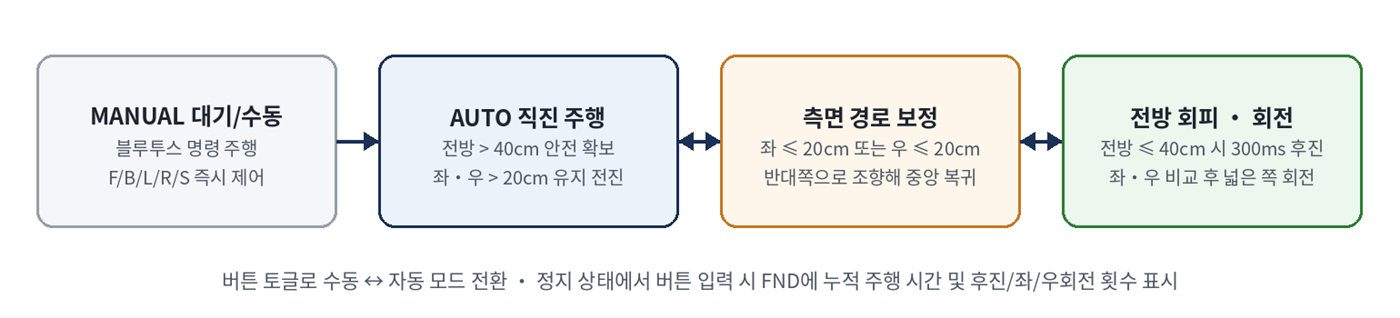 MANUAL 대기/수동
블루투스 명령 주행
F/B/L/R/S 즉시 제어
AUTO 직진 주행
전방 > 40cm 안전 확보
좌・우 > 20cm 유지 전진
측면 경로 보정
좌 ≤ 20cm 또는 우 ≤ 20cm
반대쪽으로 조향해 중앙 복귀
전방 회피 ・ 회전
전방 ≤ 40cm 시 300ms 후진
좌・우 비교 후 넓은 쪽 회전
버튼 토글로 수동 ↔ 자동 모드 전환 ・ 정지 상태에서 버튼 입력 시 FND에 누적 주행 시간 및 후진/좌/우회전 횟수 표시